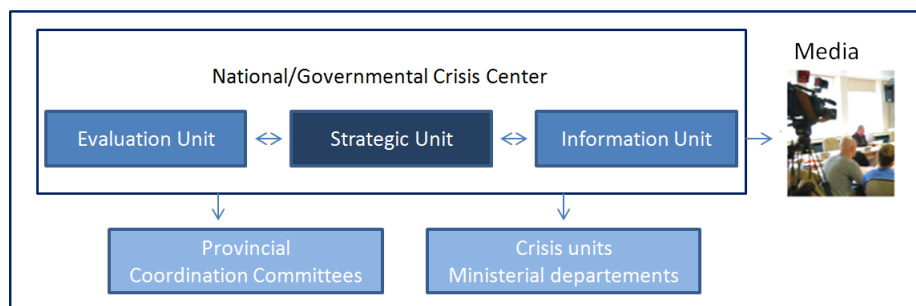 Media
National/Governmental Crisis Center
Evaluation Unit
Strategic Unit
Information Unit
Provincial
Coordination Committees
Crisis units
Ministerial departements